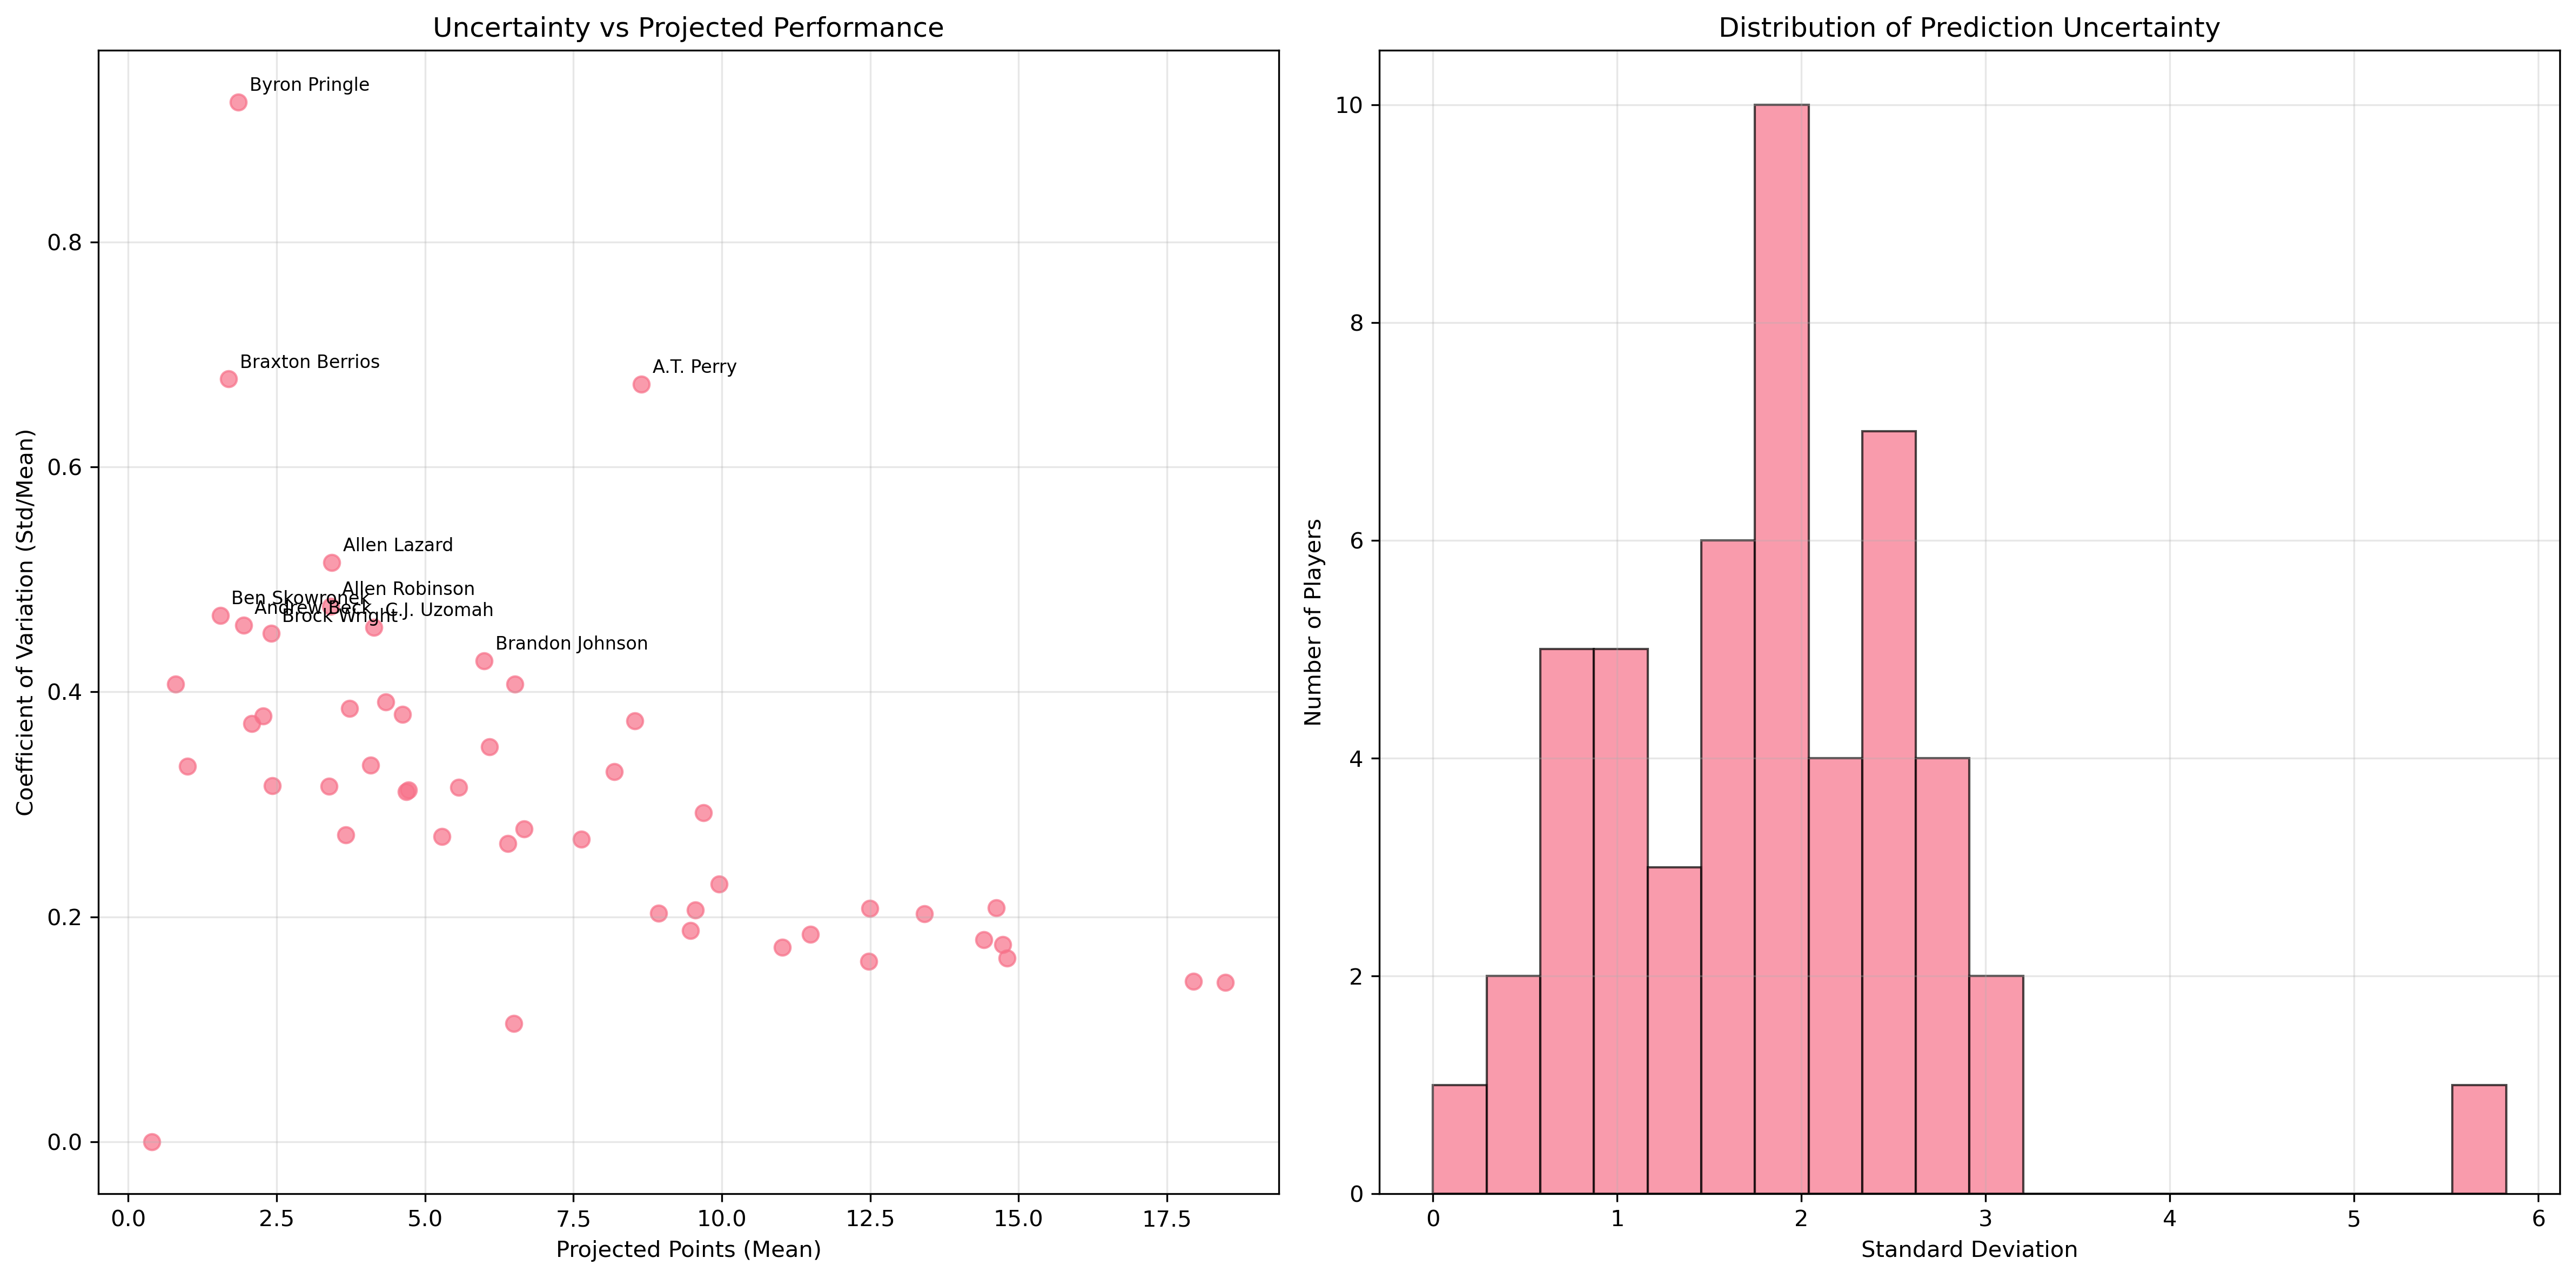 Uncertainty vs Projected Performance
Coefficient of Variation (Std/Mean)
0.8
0.6
0.4
0.2
0.0
Byron Pringle
Braxton Berrios
A.T. Perry
Allen Lazard
Allen Robinson
Ben Skowronek
Andrew Beck
C.J. Uzomah
Brock Wright
Brandon Johnson
0.0 2.5 5.0 7.5 10.0 12.5 15.0 17.5
Projected Points (Mean)
Distribution of Prediction Uncertainty
Number of Players
10
8
6
4
2
0
0 1 2 3 4 5 6
Standard Deviation